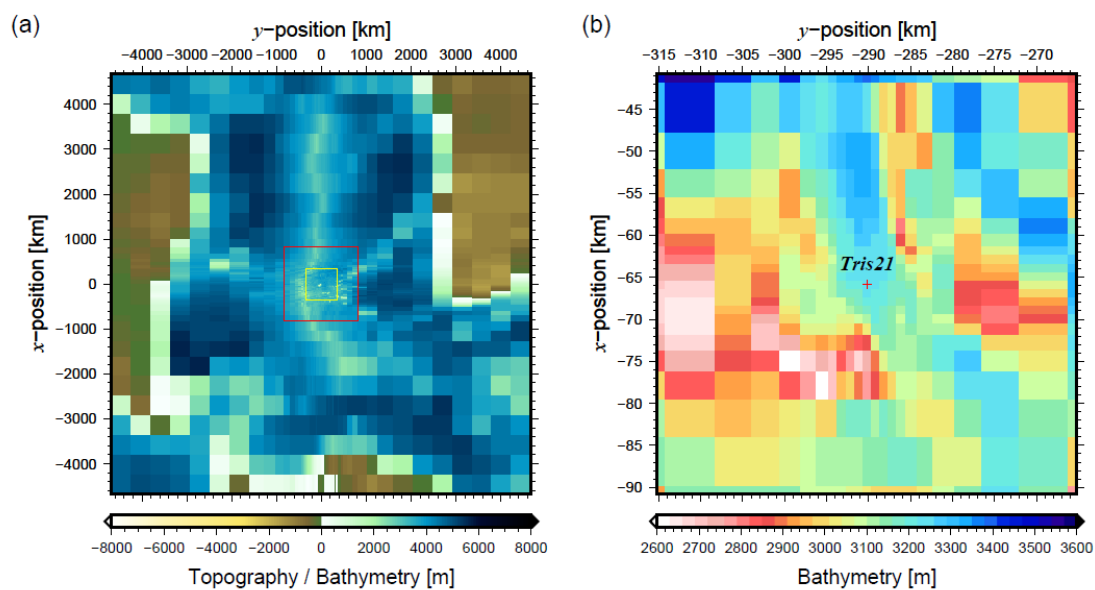 (a)
y−position [km]
−4000 −3000 −2000 −1000 0 1000 2000 3000 4000
x−position [km]
4000
3000
2000
1000
0
−1000
−2000
−3000
−4000
−8000 −6000 −4000 −2000 0 2000 4000 6000 8000
Topography / Bathymetry [m]
(b)
y−position [km]
−315 −310 −305 −300 −295 −290 −285 −280 −275 −270
x−position [km]
−45
−50
−55
−60
−65
−70
−75
−80
−85
−90
Tris21
2600 2700 2800 2900 3000 3100 3200 3300 3400 3500 3600
Bathymetry [m]